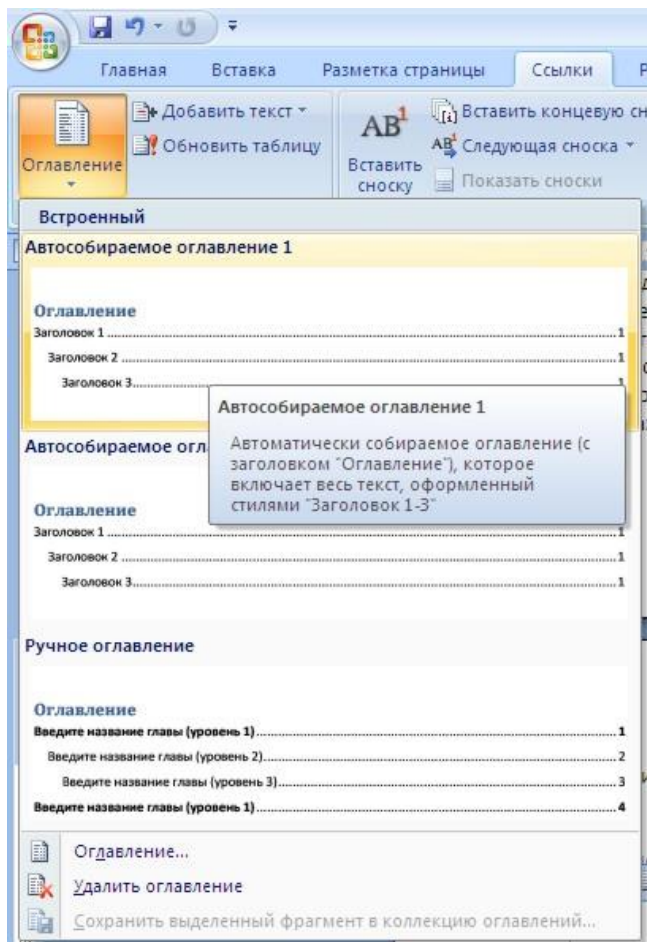 Главная Вставка Разметка страницы Ссылки Р
Оглавление
Добавить текст
Обновить таблицу
AB1
Вставить сноску
Вставить концевую сн
AB1 Следующая сноска
Показать сноски
Встроенный
Автособираемое оглавление 1
Оглавление
Заголовок 1 ... 1
Заголовок 2 ... 1
Заголовок 3 ... 1
Автособираемое оглавление 1
Автоматически собираемое оглавление (с
заголовком "Оглавление"), которое
включает весь текст, оформленный
стилями "Заголовок 1-3"
Автособираемое огл
Оглавление
Заголовок 1 ... 1
Заголовок 2 ... 1
Заголовок 3 ... 1
Ручное оглавление
Оглавление
Введите название главы (уровень 1) ... 1
Введите название главы (уровень 2) ... 2
Введите название главы (уровень 3) ... 3
Введите название главы (уровень 1) ... 4
Оглавление...
Удалить оглавление
Сохранить выделенный фрагмент в коллекцию оглавлений...